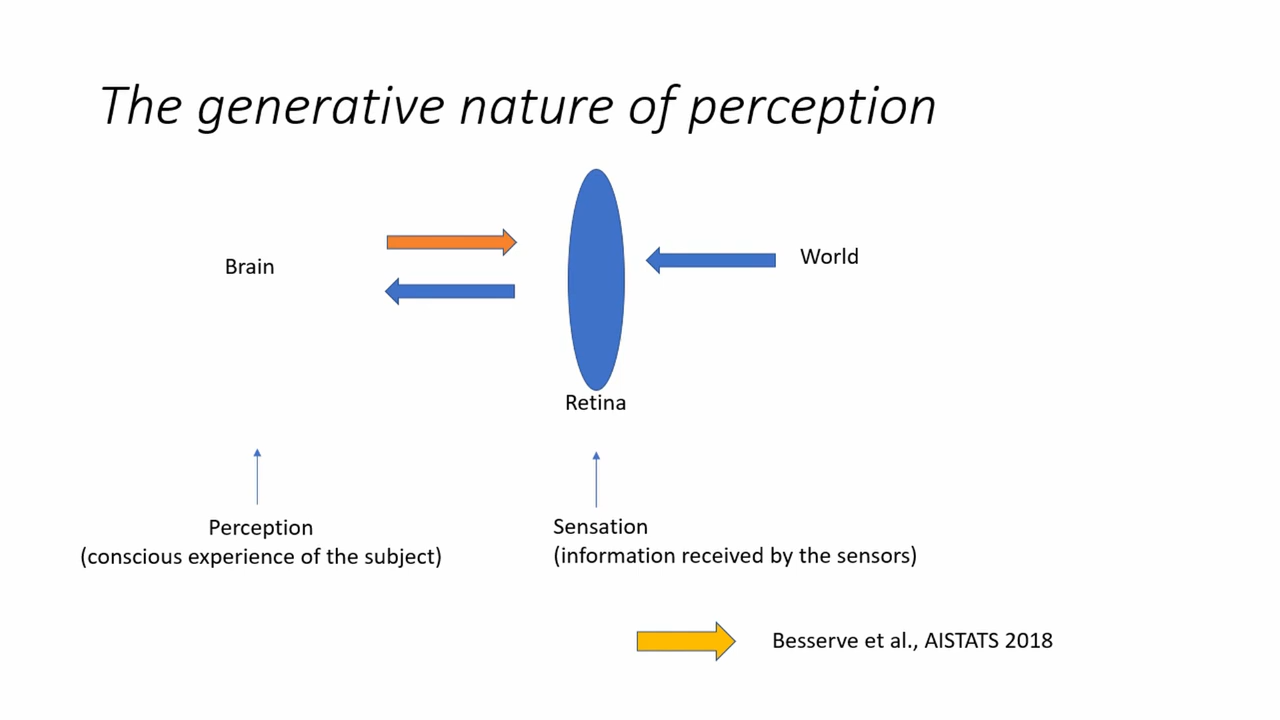 The generative nature of perception
Brain
World
Retina
Perception
(conscious experience of the subject)
Sensation
(information received by the sensors)
Besserve et al., AISTATS 2018